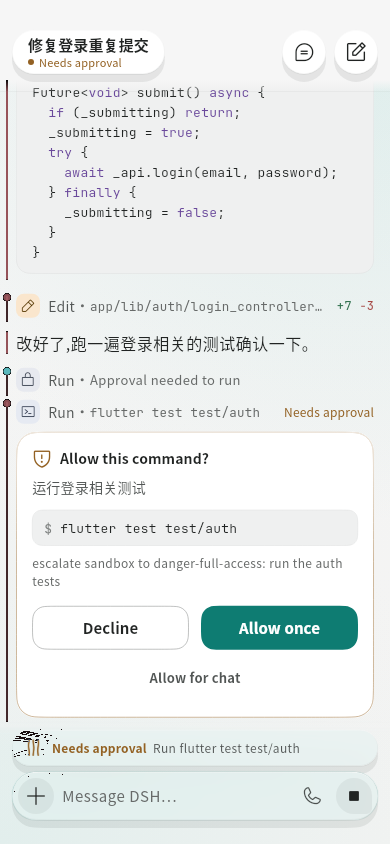 修复登录重复提交
Needs approval
Future<void> submit() async {
if (_submitting) return;
_submitting = true;
try {
await _api.login(email, password);
} finally {
_submitting = false;
}
}
Edit • app/lib/auth/login_controller… +7 -3
改好了,跑一遍登录相关的测试确认一下。
Run • Approval needed to run
Run • flutter test test/auth Needs approval
Allow this command?
运行登录相关测试
$ flutter test test/auth
escalate sandbox to danger-full-access: run the auth
tests
Decline Allow once
Allow for chat
Needs approval Run flutter test test/auth
Message DSH…